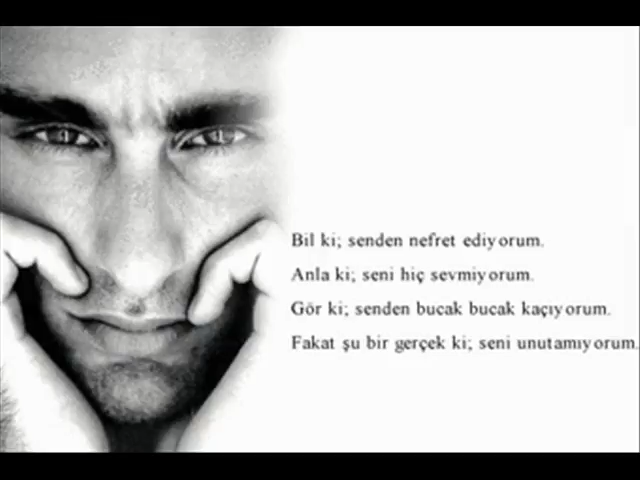 Bil ki; senden nefret ediyorum.
Anla ki; seni hiç sevmiyorum.
Gör ki; senden bucak bucak kaçıyorum.
Fakat şu bir gerçek ki; seni unutamıyorum.